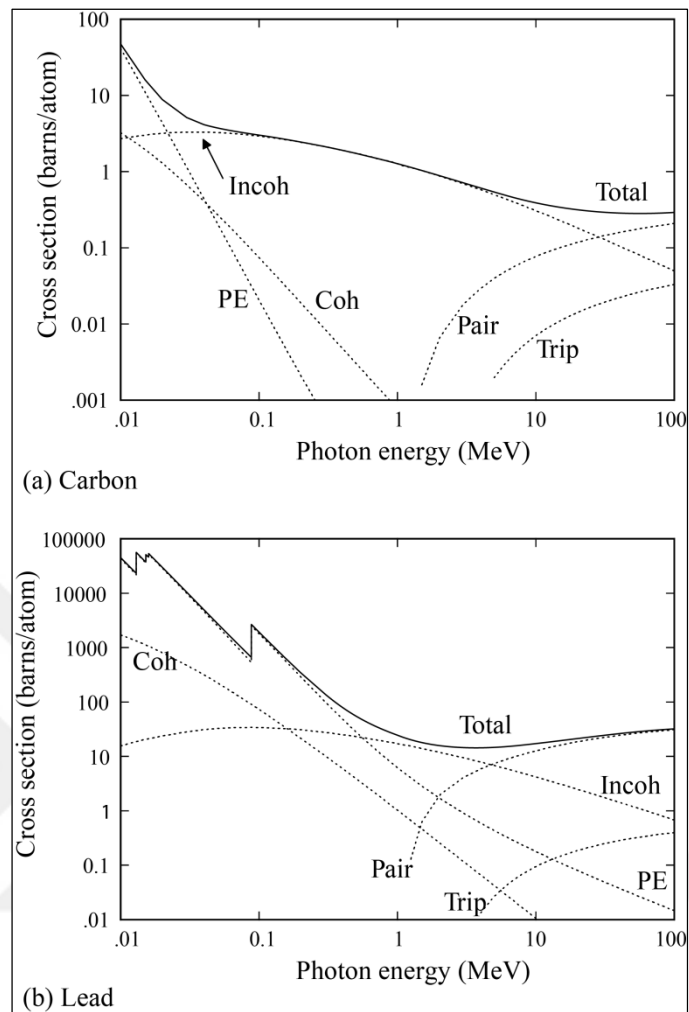 100
10
1
0.1
0.01
.001
Cross section (barns/atom)
Incoh
Total
PE
Coh
Pair
Trip
.01
0.1
1
10
100
Photon energy (MeV)
(a) Carbon
100000
10000
1000
100
10
1
0.1
.01
Cross section (barns/atom)
Coh
Total
Incoh
Pair
PE
Trip
.01
0.1
1
10
100
Photon energy (MeV)
(b) Lead